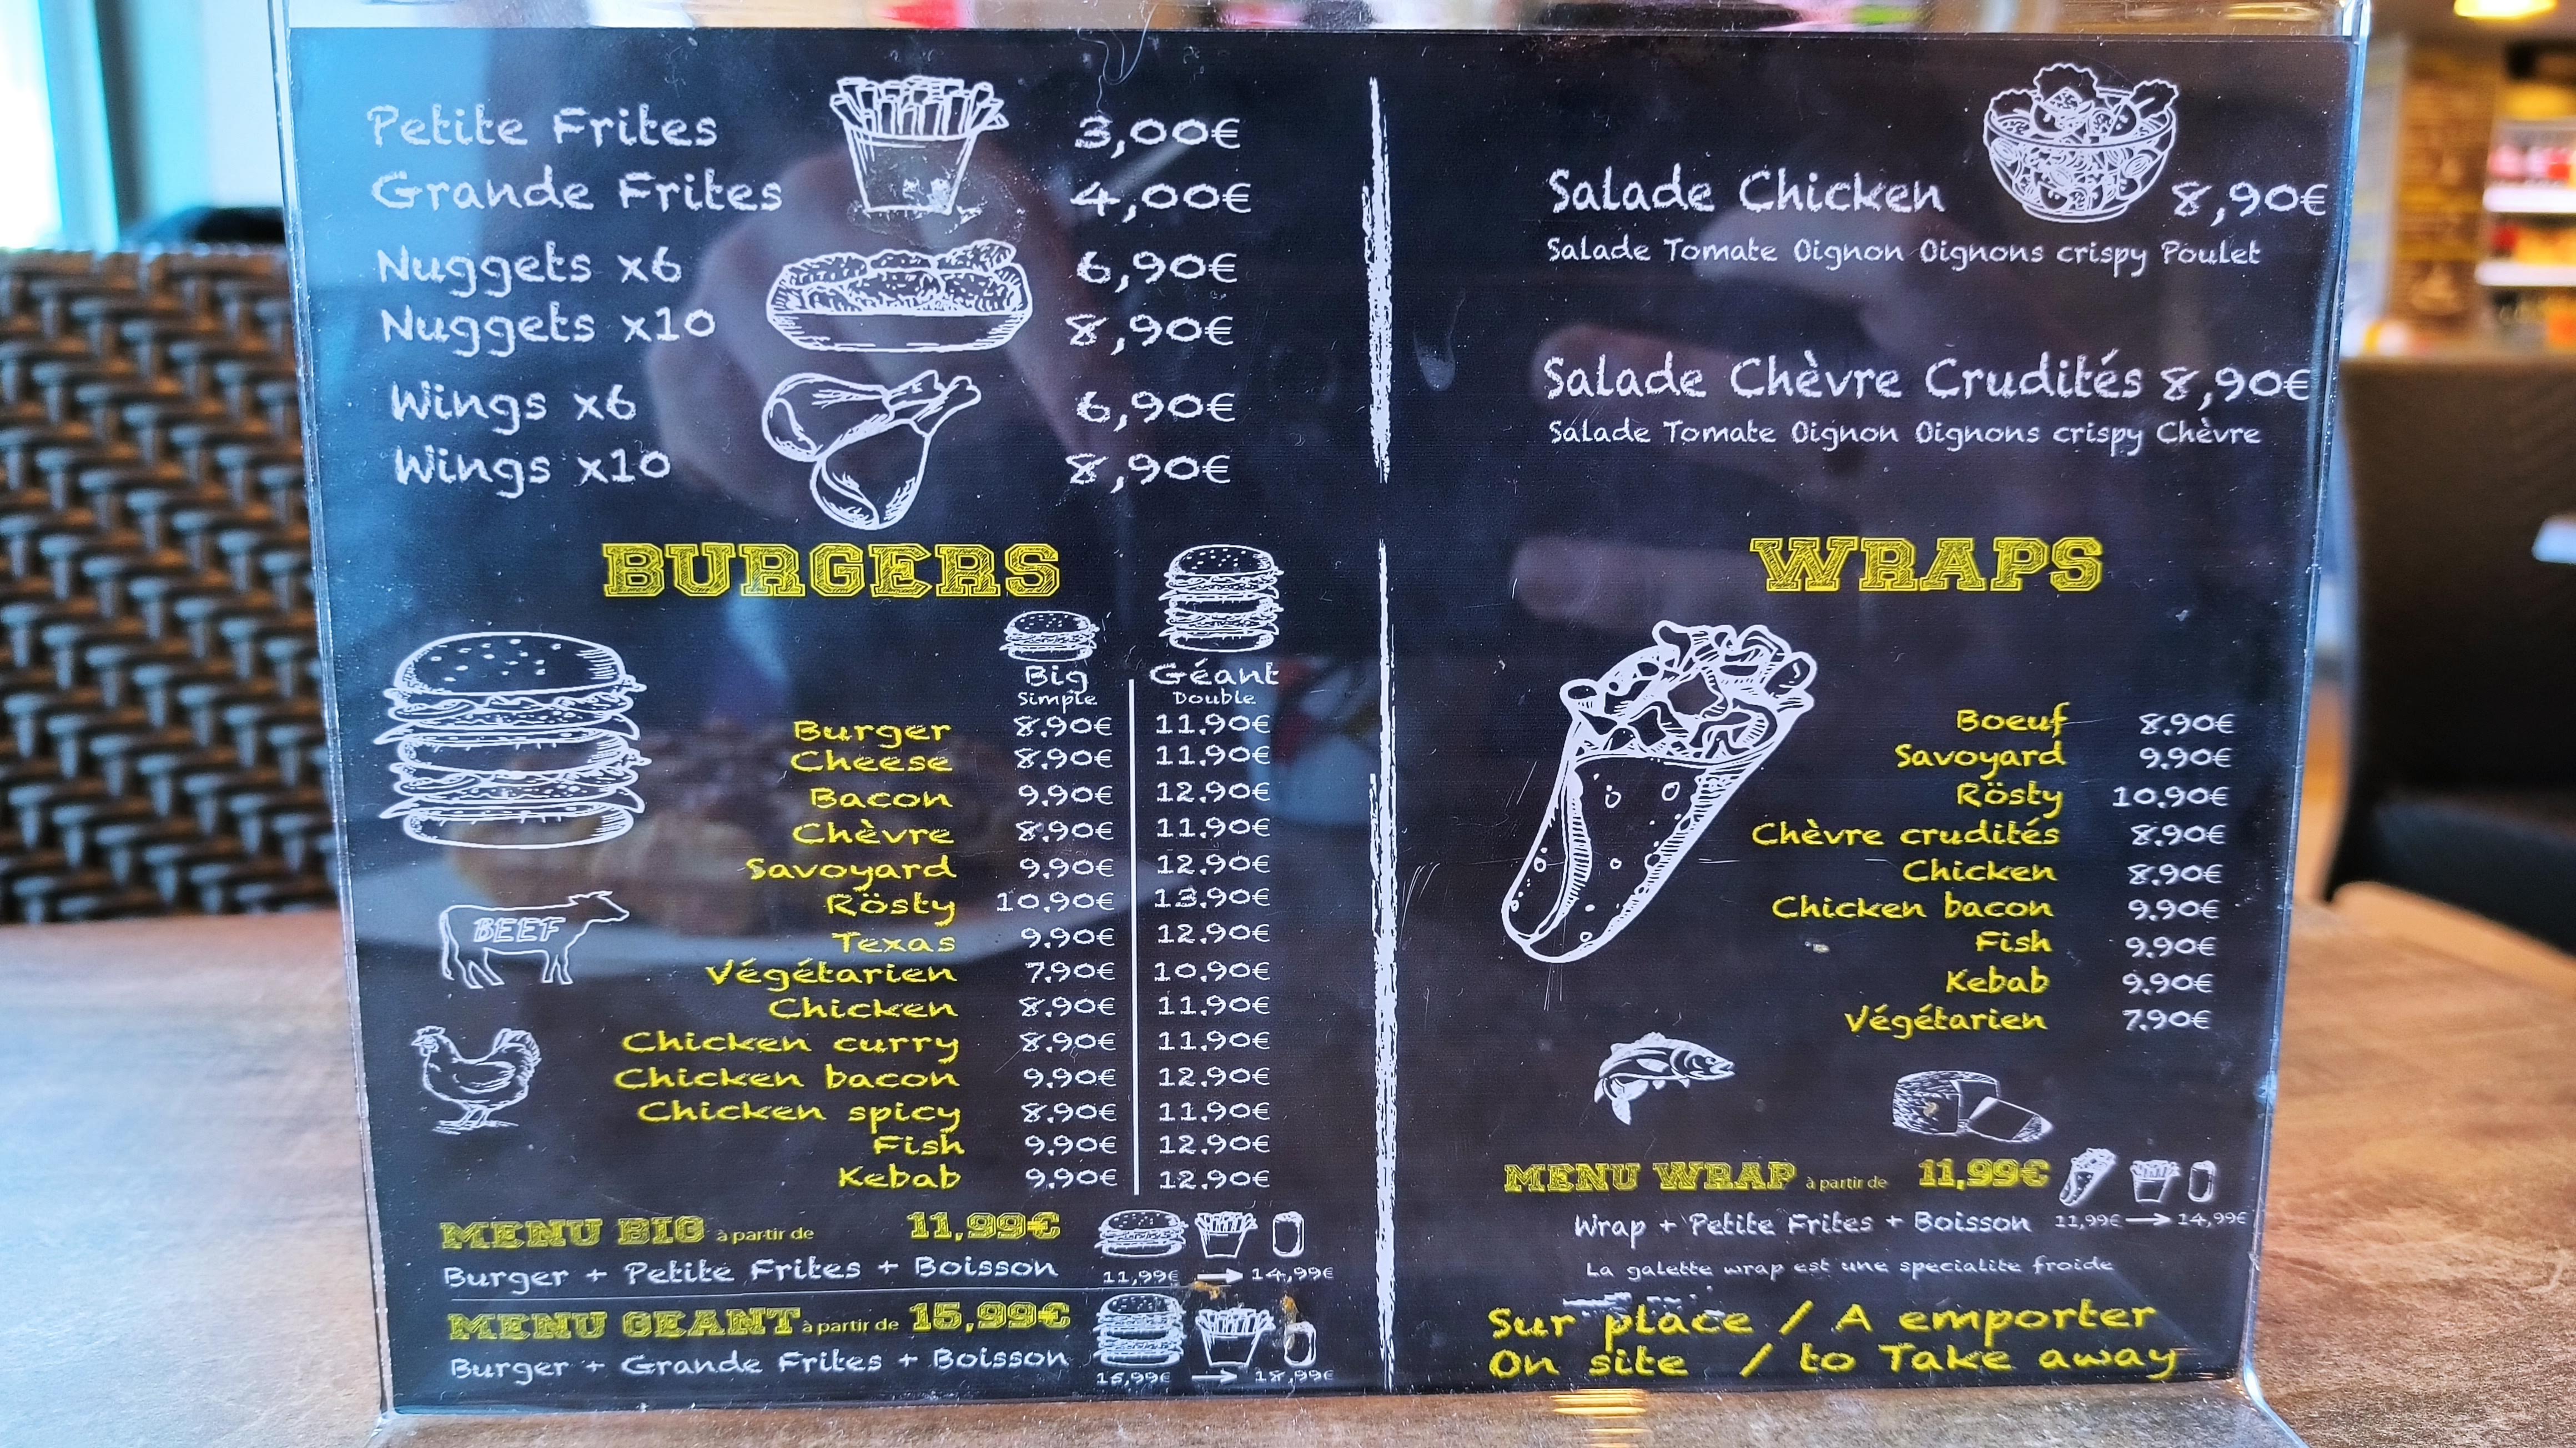 Petite Frites 3,00€
Grande Frites 4,00€
Nuggets x6 6,90€
Nuggets x10 8,90€
Wings x6 6,90€
Wings x10 8,90€
BURGERS
Big Géant
Simple Double
Burger 8.90€ 11.90€
Cheese 8.90€ 11.90€
Bacon 9.90€ 12.90€
Chèvre 8.90€ 11.90€
Savoyard 9.90€ 12.90€
Rösty 10.90€ 13.90€
Texas 9.90€ 12.90€
Végétarien 7.90€ 10.90€
Chicken 8.90€ 11.90€
Chicken curry 8.90€ 11.90€
Chicken bacon 9.90€ 12.90€
Chicken spicy 8.90€ 11.90€
Fish 9.90€ 12.90€
Kebab 9.90€ 12.90€
BEEF
MENU BIG à partir de 11,99€
Burger + Petite Frites + Boisson 11,99€ → 14,99€
MENU GEANT à partir de 15,99€
Burger + Grande Frites + Boisson 15,99€ → 18,99€
Salade Chicken 8,90€
Salade Tomate Oignon Oignons crispy Poulet
Salade Chèvre Crudités 8,90€
Salade Tomate Oignon Oignons crispy Chèvre
WRAPS
Boeuf 8.90€
Savoyard 9.90€
Rösty 10.90€
Chèvre crudités 8.90€
Chicken 8.90€
Chicken bacon 9.90€
Fish 9.90€
Kebab 9.90€
Végétarien 7.90€
MENU WRAP à partir de 11,99€
Wrap + Petite Frites + Boisson 11,99€ → 14,99€
La galette wrap est une specialite froide
Sur place / A emporter
On site / to Take away